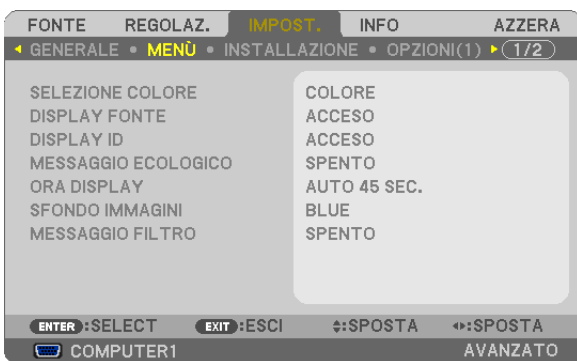 FONTE REGOLAZ. IMPOST. INFO AZZERA
GENERALE • MENÙ • INSTALLAZIONE • OPZIONI(1) 1/2
SELEZIONE COLORE COLORE
DISPLAY FONTE ACCESO
DISPLAY ID ACCESO
MESSAGGIO ECOLOGICO SPENTO
ORA DISPLAY AUTO 45 SEC.
SFONDO IMMAGINI BLUE
MESSAGGIO FILTRO SPENTO
ENTER :SELECT EXIT :ESCI :SPOSTA :SPOSTA
COMPUTER1 AVANZATO